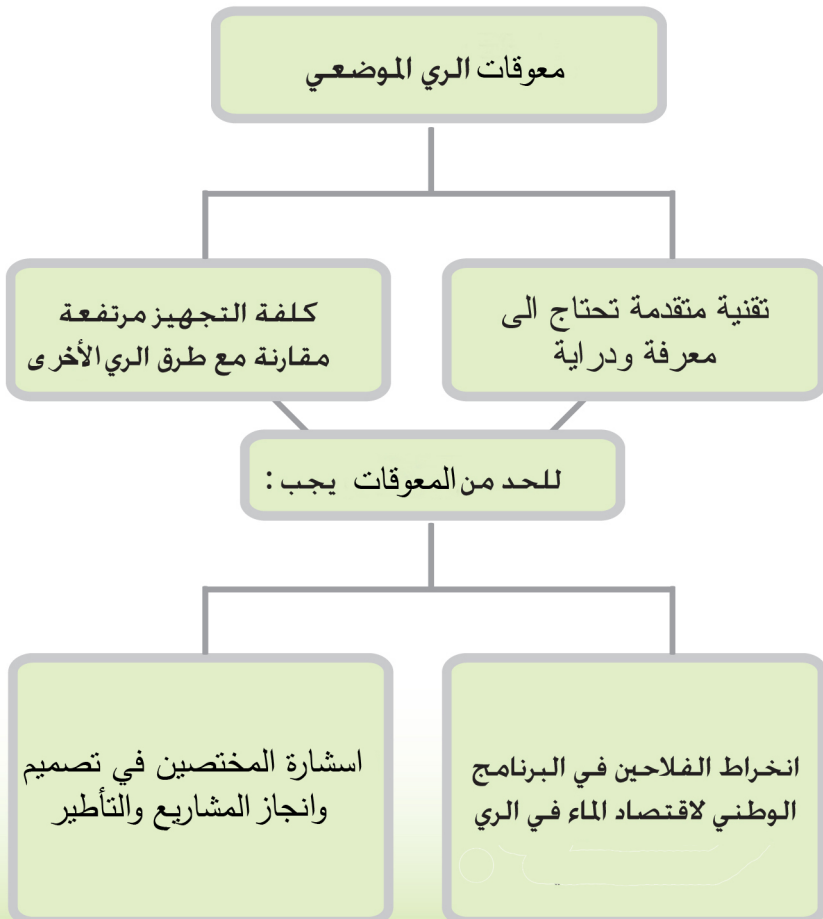 معوقات الري الموضعي
تقنية متقدمة تحتاج الى
معرفة ودراية
كلفة التجهيز مرتفعة
مقارنة مع طرق الري الأخرى
للحد من المعوقات يجب :
انخراط الفلاحين في البرنامج
الوطني لاقتصاد الماء في الري
اسشارة المختصين في تصميم
وانجاز المشاريع والتأطير